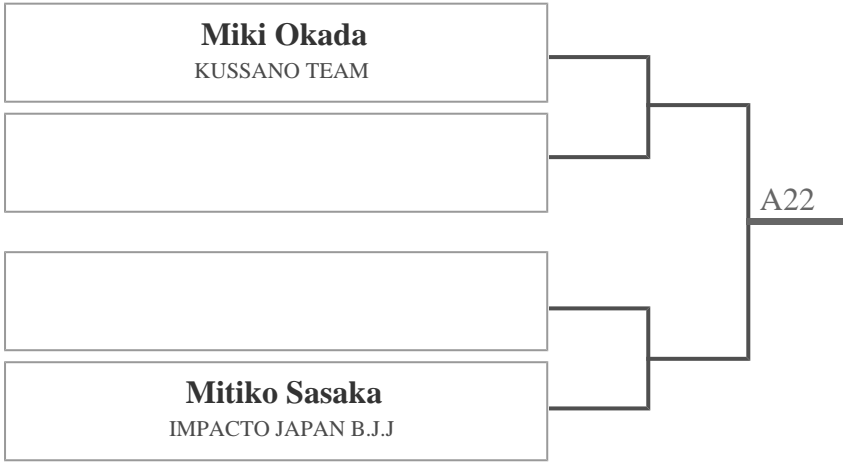 Miki Okada
KUSSANO TEAM
A22
Mitiko Sasaka
IMPACTO JAPAN B.J.J